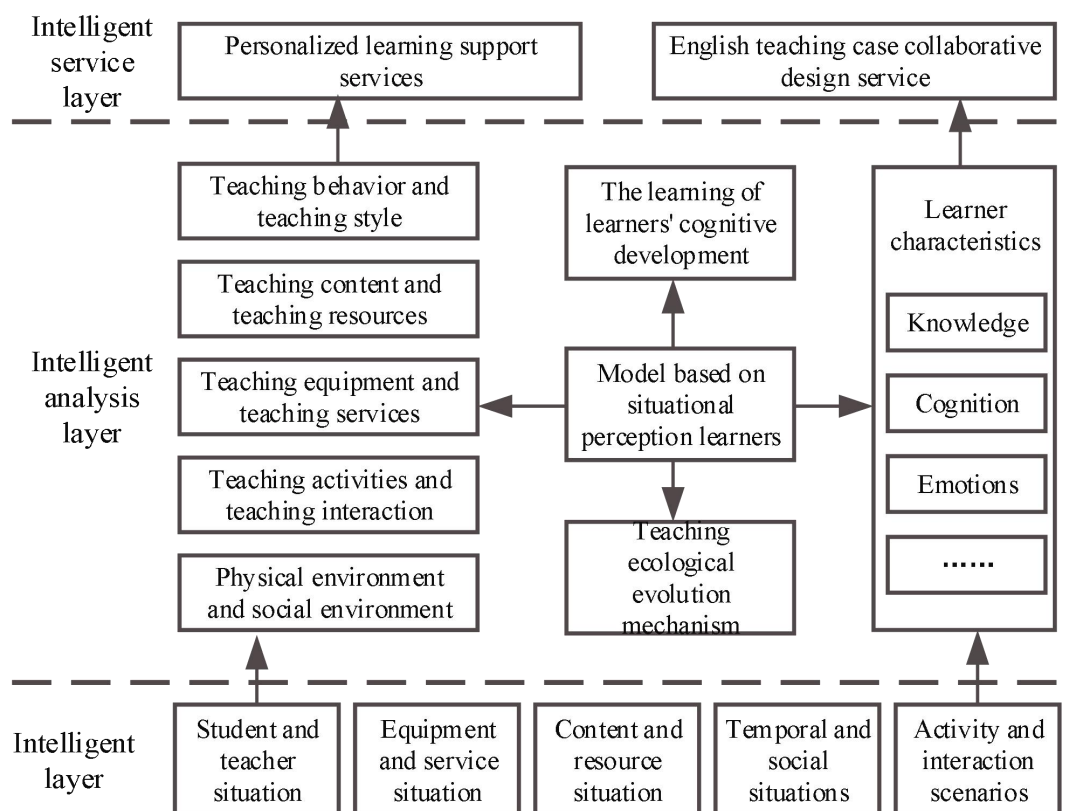 Intelligent
service
layer
Personalized learning support
services
English teaching case collaborative
design service
Intelligent
analysis
layer
Teaching behavior and
teaching style
Teaching content and
teaching resources
Teaching equipment and
teaching services
Teaching activities and
teaching interaction
Physical environment
and social environment
The learning of
learners' cognitive
development
Model based on
situational
perception learners
Teaching
ecological
evolution
mechanism
Learner
characteristics
Knowledge
Cognition
Emotions
......
Intelligent
layer
Student and
teacher
situation
Equipment
and service
situation
Content and
resource
situation
Temporal and
social
situations
Activity and
interaction
scenarios